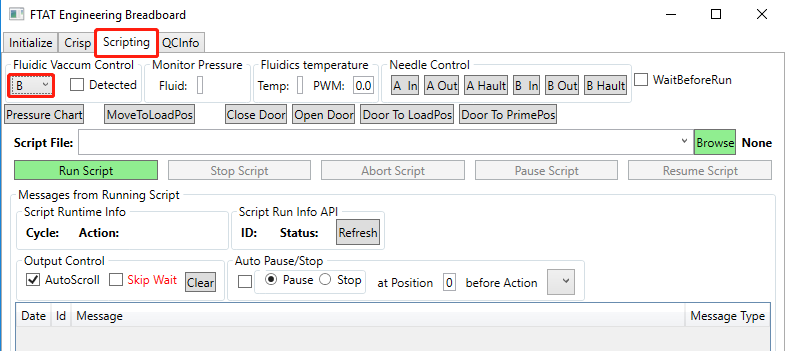 FTAT Engineering Breadboard
Initialize Crisp Scripting QCInfo
Fluidic Vaccum Control Monitor Pressure Fluidics temperature Needle Control
B Detected Fluid: Temp: PWM: 0.0 A In A Out A Hault B In B Out B Hault WaitBeforeRun
Pressure Chart MoveToLoadPos Close Door Open Door Door To LoadPos Door To PrimePos
Script File: Browse None
Run Script Stop Script Abort Script Pause Script Resume Script
Messages from Running Script
Script Runtime Info Script Run Info API
Cycle: Action: ID: Status: Refresh
Output Control Auto Pause/Stop
AutoScroll Skip Wait Clear Pause Stop at Position 0 before Action
Date Id Message Message Type